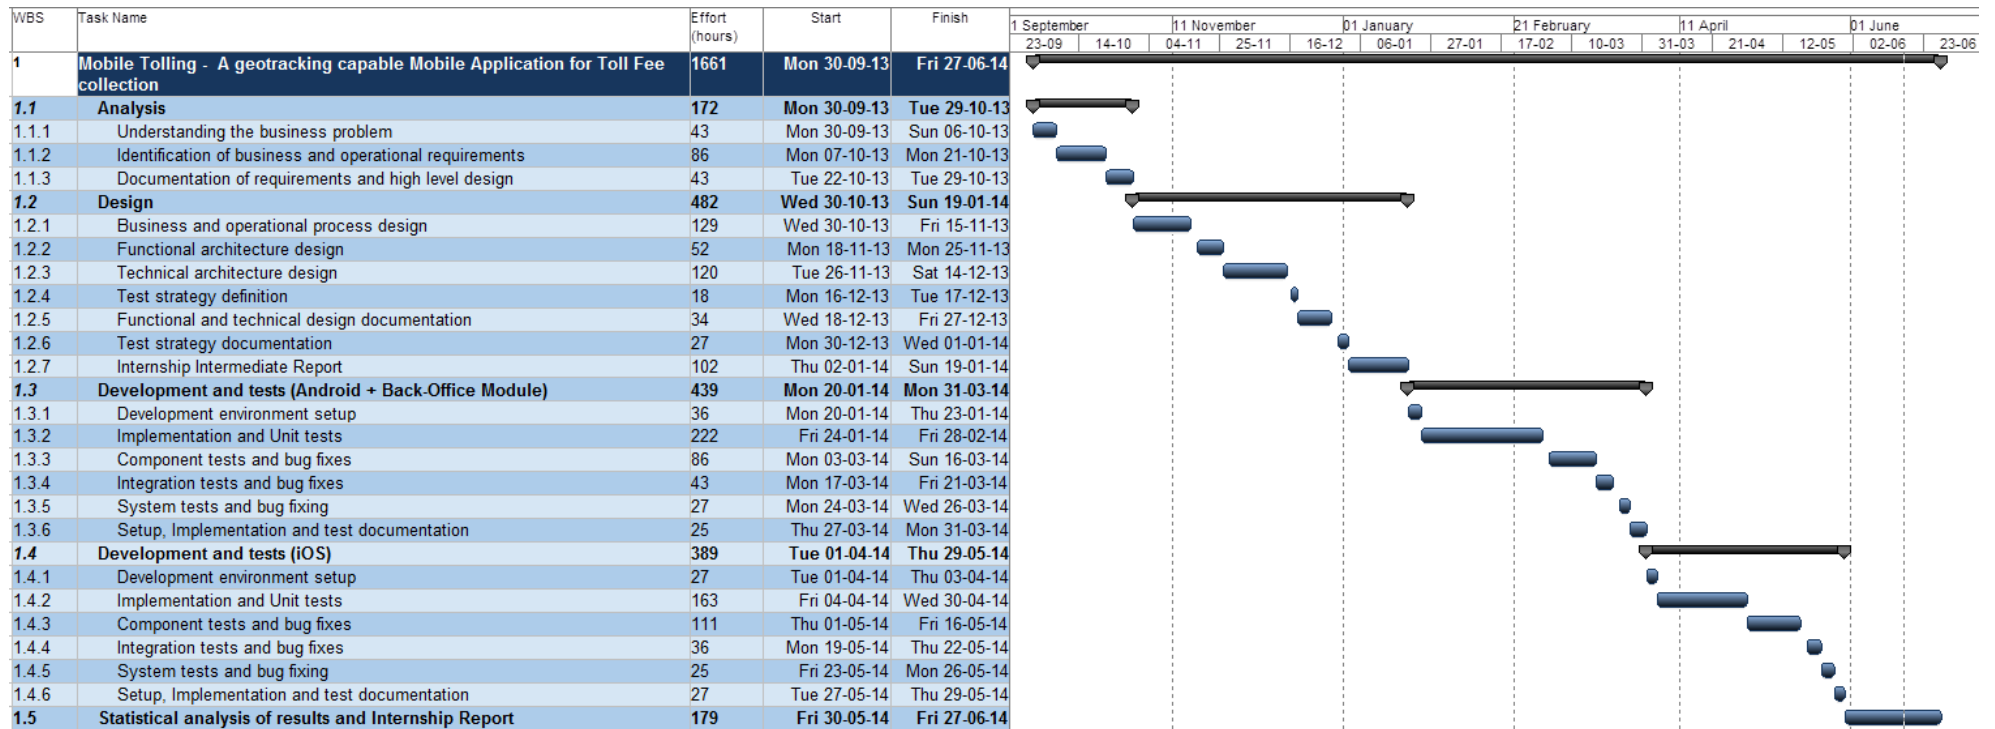 WBS Task Name Effort (hours) Start Finish
1 September 11 November 01 January 21 February 11 April 01 June
23-09 14-10 04-11 25-11 16-12 06-01 27-01 17-02 10-03 31-03 21-04 12-05 02-06 23-06
1 Mobile Tolling - A geotracking capable Mobile Application for Toll Fee collection 1661 Mon 30-09-13 Fri 27-06-14
1.1 Analysis 172 Mon 30-09-13 Tue 29-10-13
1.1.1 Understanding the business problem 43 Mon 30-09-13 Sun 06-10-13
1.1.2 Identification of business and operational requirements 86 Mon 07-10-13 Mon 21-10-13
1.1.3 Documentation of requirements and high level design 43 Tue 22-10-13 Tue 29-10-13
1.2 Design 482 Wed 30-10-13 Sun 19-01-14
1.2.1 Business and operational process design 129 Wed 30-10-13 Fri 15-11-13
1.2.2 Functional architecture design 52 Mon 18-11-13 Mon 25-11-13
1.2.3 Technical architecture design 120 Tue 26-11-13 Sat 14-12-13
1.2.4 Test strategy definition 18 Mon 16-12-13 Tue 17-12-13
1.2.5 Functional and technical design documentation 34 Wed 18-12-13 Fri 27-12-13
1.2.6 Test strategy documentation 27 Mon 30-12-13 Wed 01-01-14
1.2.7 Internship Intermediate Report 102 Thu 02-01-14 Sun 19-01-14
1.3 Development and tests (Android + Back-Office Module) 439 Mon 20-01-14 Mon 31-03-14
1.3.1 Development environment setup 36 Mon 20-01-14 Thu 23-01-14
1.3.2 Implementation and Unit tests 222 Fri 24-01-14 Fri 28-02-14
1.3.3 Component tests and bug fixes 86 Mon 03-03-14 Sun 16-03-14
1.3.4 Integration tests and bug fixes 43 Mon 17-03-14 Fri 21-03-14
1.3.5 System tests and bug fixing 27 Mon 24-03-14 Wed 26-03-14
1.3.6 Setup, Implementation and test documentation 25 Thu 27-03-14 Mon 31-03-14
1.4 Development and tests (iOS) 389 Tue 01-04-14 Thu 29-05-14
1.4.1 Development environment setup 27 Tue 01-04-14 Thu 03-04-14
1.4.2 Implementation and Unit tests 163 Fri 04-04-14 Wed 30-04-14
1.4.3 Component tests and bug fixes 111 Thu 01-05-14 Fri 16-05-14
1.4.4 Integration tests and bug fixes 36 Mon 19-05-14 Thu 22-05-14
1.4.5 System tests and bug fixing 25 Fri 23-05-14 Mon 26-05-14
1.4.6 Setup, Implementation and test documentation 27 Tue 27-05-14 Thu 29-05-14
1.5 Statistical analysis of results and Internship Report 179 Fri 30-05-14 Fri 27-06-14